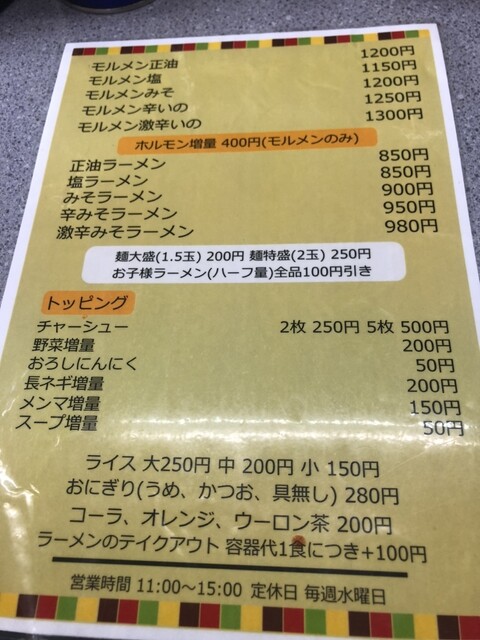 モルメン正油 1200円
モルメン塩 1150円
モルメンみそ 1200円
モルメン辛いの 1250円
モルメン激辛いの 1300円
ホルモン増量 400円(モルメンのみ)
正油ラーメン 850円
塩ラーメン 850円
みそラーメン 900円
辛みそラーメン 950円
激辛みそラーメン 980円
麺大盛(1.5玉) 200円 麺特盛(2玉) 250円
お子様ラーメン(ハーフ量)全品100円引き
トッピング
チャーシュー 2枚 250円 5枚 500円
野菜増量 200円
おろしにんにく 50円
長ネギ増量 200円
メンマ増量 150円
スープ増量 50円
ライス 大250円 中 200円 小 150円
おにぎり(うめ、かつお、具無し) 280円
コーラ、オレンジ、ウーロン茶 200円
ラーメンのテイクアウト 容器代1食につき+100円
営業時間 11:00～15:00 定休日 毎週水曜日